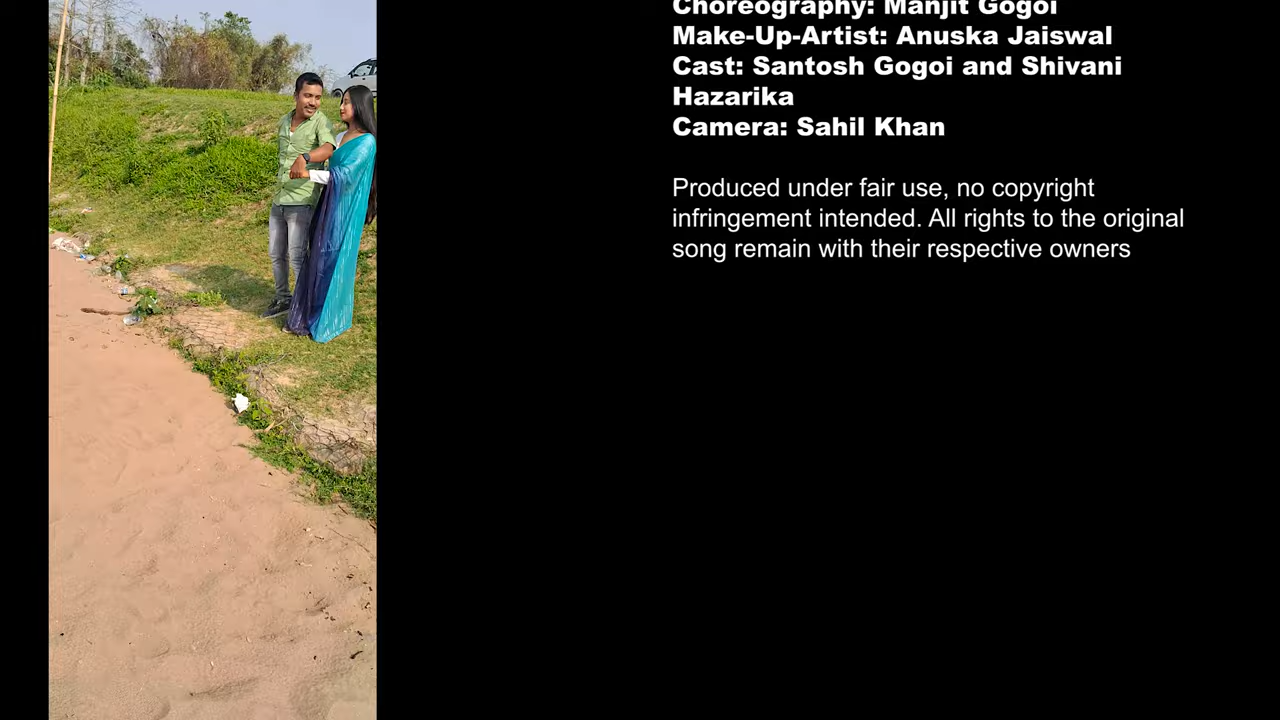 Choreography: Manjit Gogoi
Make-Up-Artist: Anuska Jaiswal
Cast: Santosh Gogoi and Shivani
Hazarika
Camera: Sahil Khan
Produced under fair use, no copyright
infringement intended. All rights to the original
song remain with their respective owners